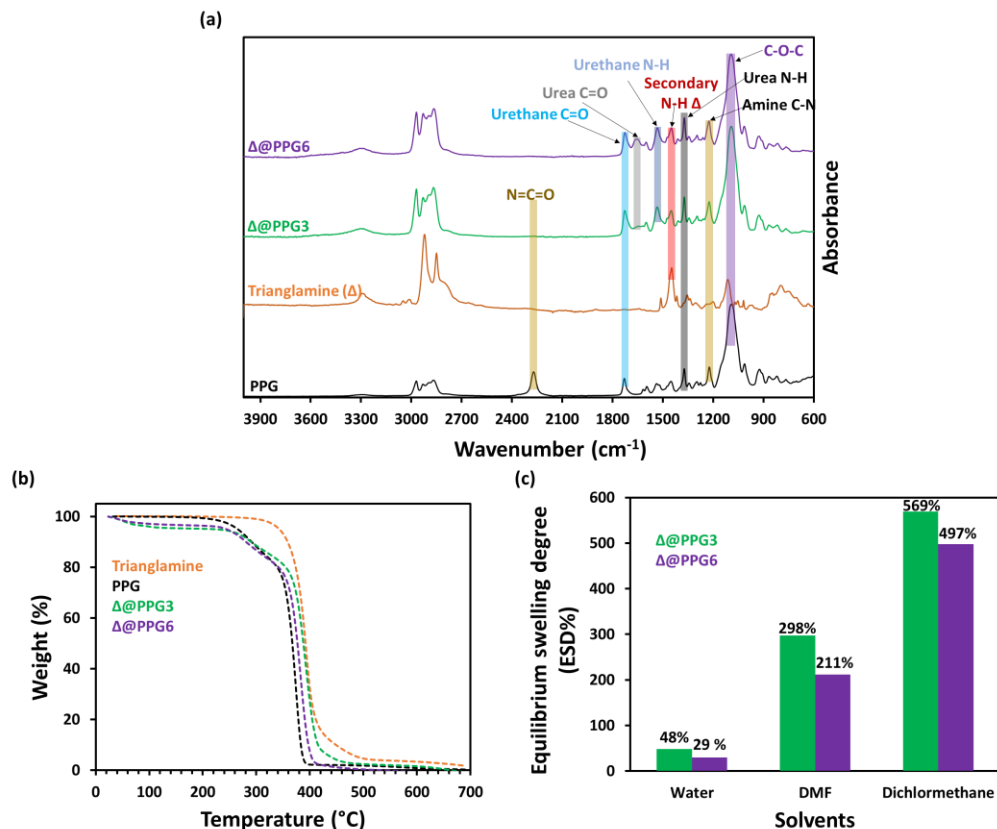 (a)
C-O-C
Urethane N-H
Urea N-H
Urea C=O
Secondary
N-H Δ
Amine C-N
Urethane C=O
Δ@PPG6
N=C=O
Δ@PPG3
Trianglamine (Δ)
PPG
Absorbance
3900 3600 3300 3000 2700 2400 2100 1800 1500 1200 900 600
Wavenumber (cm⁻¹)
(b)
100
80
60
40
20
0
Weight (%)
Trianglamine
PPG
Δ@PPG3
Δ@PPG6
0 100 200 300 400 500 600 700
Temperature (°C)
(c)
600
500
400
300
200
100
0
Equilibrium swelling degree
(ESD%)
Δ@PPG3
Δ@PPG6
48%
29 %
298%
211%
569%
497%
Water DMF Dichlormethane
Solvents